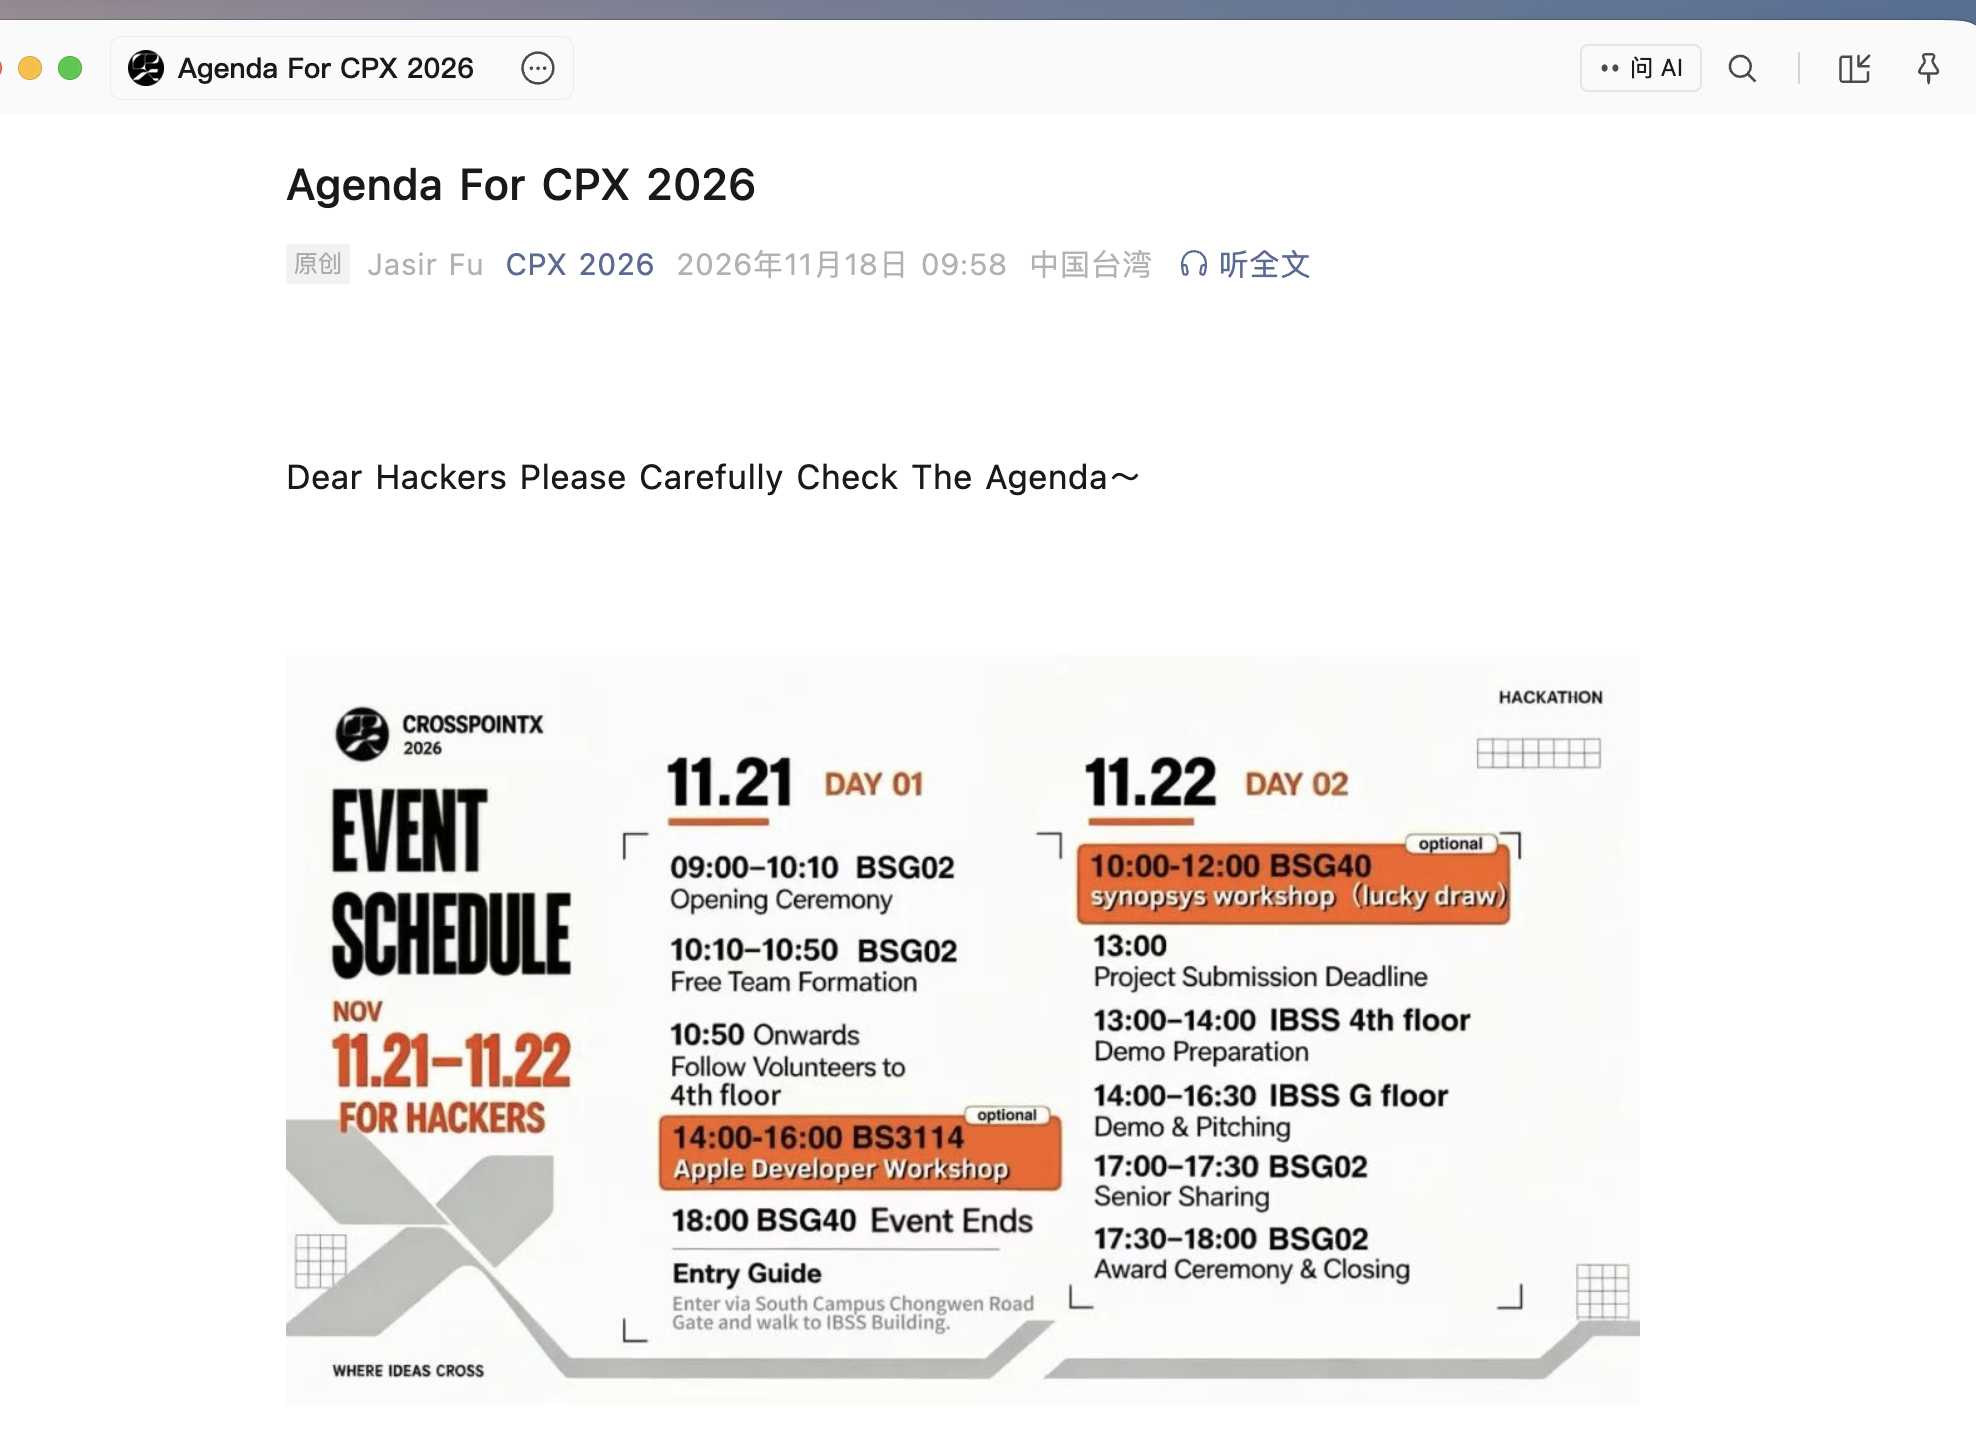 Agenda For CPX 2026
问 AI
Agenda For CPX 2026
原创 Jasir Fu CPX 2026 2026年11月18日 09:58 中国台湾 听全文
Dear Hackers Please Carefully Check The Agenda～
CROSSPOINTX
2026
EVENT
SCHEDULE
NOV
11.21–11.22
FOR HACKERS
WHERE IDEAS CROSS
11.21 DAY 01
09:00–10:10 BSG02
Opening Ceremony
10:10–10:50 BSG02
Free Team Formation
10:50 Onwards
Follow Volunteers to
4th floor
optional
14:00-16:00 BS3114
Apple Developer Workshop
18:00 BSG40 Event Ends
Entry Guide
Enter via South Campus Chongwen Road
Gate and walk to IBSS Building.
HACKATHON
11.22 DAY 02
optional
10:00-12:00 BSG40
synopsys workshop（lucky draw）
13:00
Project Submission Deadline
13:00–14:00 IBSS 4th floor
Demo Preparation
14:00–16:30 IBSS G floor
Demo & Pitching
17:00–17:30 BSG02
Senior Sharing
17:30–18:00 BSG02
Award Ceremony & Closing